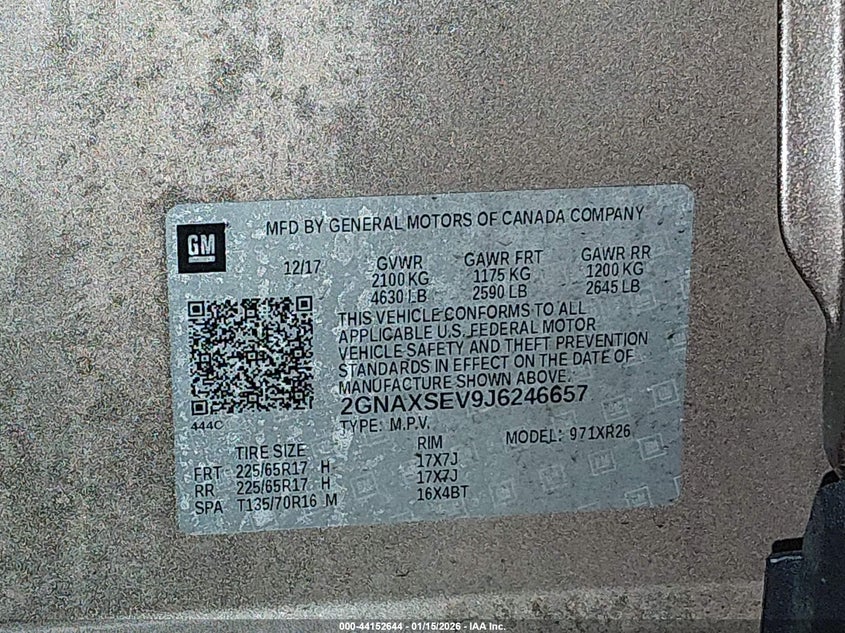 GM
MFD BY GENERAL MOTORS OF CANADA COMPANY
12/17 GVWR GAWR FRT GAWR RR
2100 KG 1175 KG 1200 KG
4630 LB 2590 LB 2645 LB
THIS VEHICLE CONFORMS TO ALL
APPLICABLE U.S. FEDERAL MOTOR
VEHICLE SAFETY AND THEFT PREVENTION
STANDARDS IN EFFECT ON THE DATE OF
MANUFACTURE SHOWN ABOVE.
2GNAXSEV9J6246657
444C TYPE: M.P.V. MODEL: 971XR26
TIRE SIZE RIM
FRT 225/65R17 H 17X7J
RR 225/65R17 H 17X7J
SPA T135/70R16 M 16X4BT
000-44152644 - 01/15/2026 - IAA Inc.